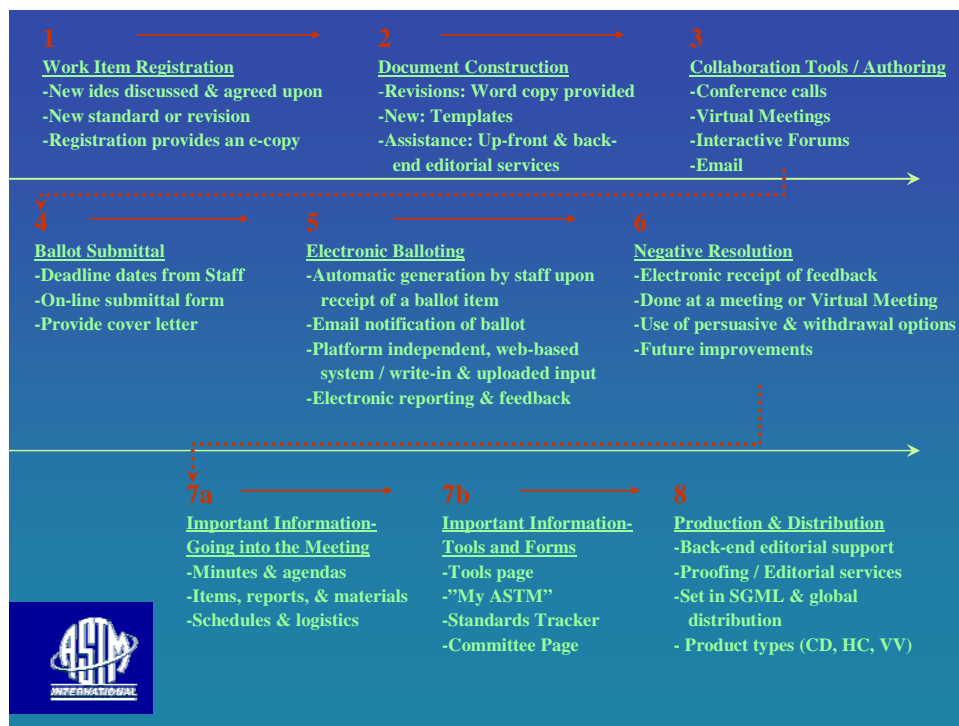 1
Work Item Registration
-New ides discussed & agreed upon
-New standard or revision
-Registration provides an e-copy
2
Document Construction
-Revisions: Word copy provided
-New: Templates
-Assistance: Up-front & back-
end editorial services
3
Collaboration Tools / Authoring
-Conference calls
-Virtual Meetings
-Interactive Forums
-Email
4
Ballot Submittal
-Deadline dates from Staff
-On-line submittal form
-Provide cover letter
5
Electronic Balloting
-Automatic generation by staff upon
receipt of a ballot item
-Email notification of ballot
-Platform independent, web-based
system / write-in & uploaded input
-Electronic reporting & feedback
6
Negative Resolution
-Electronic receipt of feedback
-Done at a meeting or Virtual Meeting
-Use of persuasive & withdrawal options
-Future improvements
7a
Important Information-
Going into the Meeting
-Minutes & agendas
-Items, reports, & materials
-Schedules & logistics
7b
Important Information-
Tools and Forms
-Tools page
-”My ASTM”
-Standards Tracker
-Committee Page
8
Production & Distribution
-Back-end editorial support
-Proofing / Editorial services
-Set in SGML & global
distribution
- Product types (CD, HC, VV)
ASTM
INTERNATIONAL